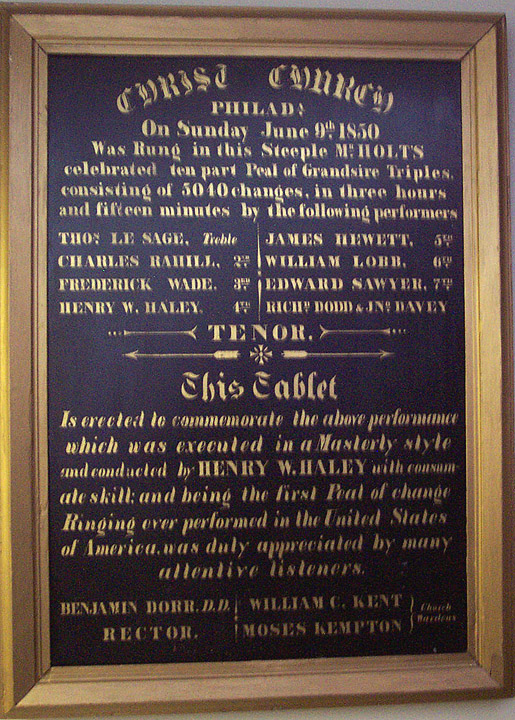 CHRIST CHURCH
PHILADA
On Sunday June 9th 1850
Was Rung in this Steeple Mr HOLTS
celebrated ten part Peal of Grandsire Triples,
consisting of 5040 changes, in three hours
and fifteen minutes by the following performers
THOS LE SAGE, Treble JAMES HEWETT, 5TH
CHARLES RAHILL, 2ND WILLIAM LOBB, 6TH
FREDERICK WADE, 3RD EDWARD SAWYER, 7TH
HENRY W. HALEY, 4TH RICHD DODD & JNO DAVEY
TENOR.
This Tablet
Is erected to commemorate the above performance
which was executed in a Masterly style
and conducted by HENRY W. HALEY with consum-
ate skill; and being the first Peal of change
Ringing ever performed in the United States
of America, was duly appreciated by many
attentive listeners.
BENJAMIN DORR, D.D. WILLIAM C. KENT Church
RECTOR. MOSES KEMPTON Wardens